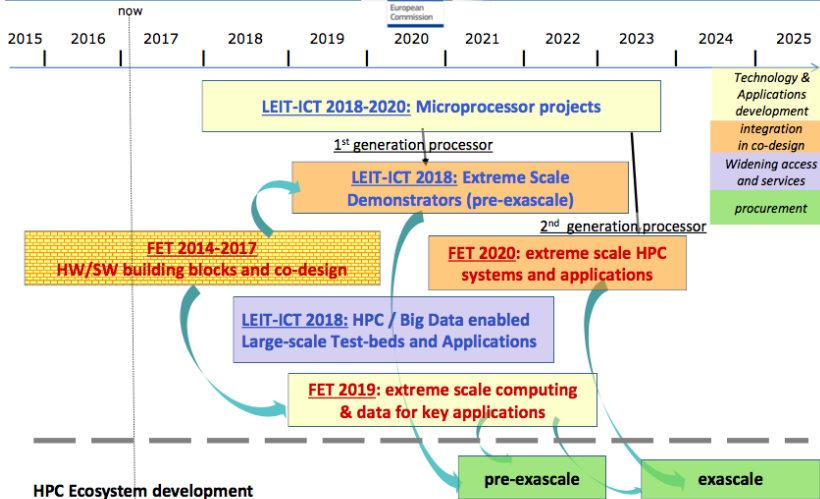 now
European
Commission
2015 2016 2017 2018 2019 2020 2021 2022 2023 2024 2025
Technology &
Applications
development
integration
in co-design
Widening access
and services
procurement
LEIT-ICT 2018-2020: Microprocessor projects
1st generation processor
LEIT-ICT 2018: Extreme Scale
Demonstrators (pre-exascale)
2nd generation processor
FET 2014-2017
HW/SW building blocks and co-design
FET 2020: extreme scale HPC
systems and applications
LEIT-ICT 2018: HPC / Big Data enabled
Large-scale Test-beds and Applications
FET 2019: extreme scale computing
& data for key applications
pre-exascale
exascale
HPC Ecosystem development